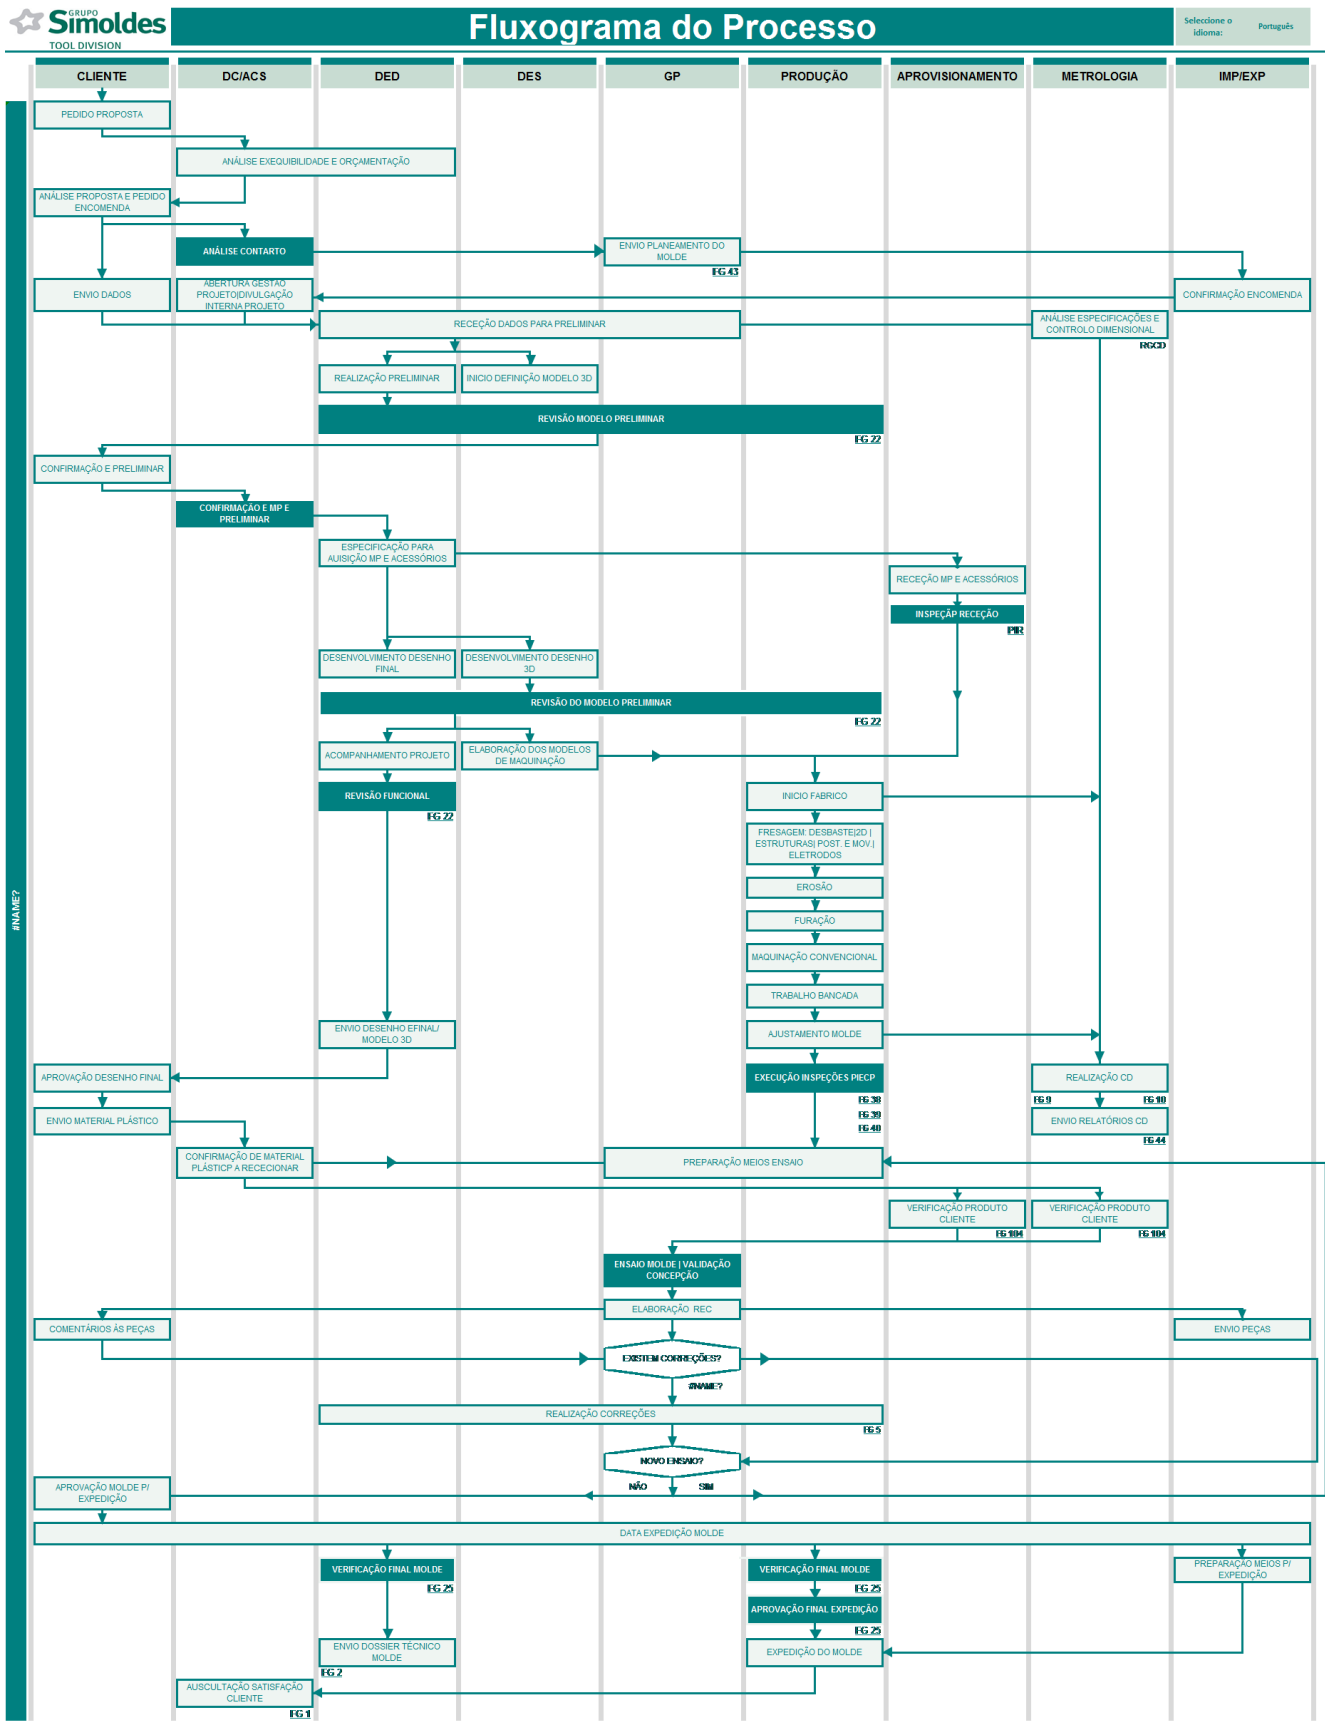 GRUPO
Simoldes
TOOL DIVISION
Fluxograma do Processo
Seleccione o
idioma:
Português
CLIENTE
DC/ACS
DED
DES
GP
PRODUÇÃO
APROVISIONAMENTO
METROLOGIA
IMP/EXP
#NAME?
PEDIDO PROPOSTA
ANÁLISE EXEQUIBILIDADE E ORÇAMENTAÇÃO
ANÁLISE PROPOSTA E PEDIDO
ENCOMENDA
ANÁLISE CONTARTO
ENVIO PLANEAMENTO DO
MOLDE
FG 43
ENVIO DADOS
ABERTURA GESTÃO
PROJETO|DIVULGAÇÃO
INTERNA PROJETO
CONFIRMAÇÃO ENCOMENDA
RECEÇÃO DADOS PARA PRELIMINAR
ANÁLISE ESPECIFICAÇÕES E
CONTROLO DIMENSIONAL
RGCD
REALIZAÇÃO PRELIMINAR
INICIO DEFINIÇÃO MODELO 3D
REVISÃO MODELO PRELIMINAR
FG 22
CONFIRMAÇÃO E PRELIMINAR
CONFIRMAÇÃO E MP E
PRELIMINAR
ESPECIFICAÇÃO PARA
AUISIÇÃO MP E ACESSÓRIOS
RECEÇÃO MP E ACESSÓRIOS
INSPEÇÃP RECEÇÃO
PIR
DESENVOLVIMENTO DESENHO
FINAL
DESENVOLVIMENTO DESENHO
3D
REVISÃO DO MODELO PRELIMINAR
FG 22
ACOMPANHAMENTO PROJETO
ELABORAÇÃO DOS MODELOS
DE MAQUINAÇÃO
REVISÃO FUNCIONAL
FG 22
INICIO FABRICO
FRESAGEM: DESBASTE|2D |
ESTRUTURAS| POST. E MOV.|
ELETRODOS
EROSÃO
FURAÇÃO
MAQUINAÇÃO CONVENCIONAL
TRABALHO BANCADA
ENVIO DESENHO EFINAL/
MODELO 3D
AJUSTAMENTO MOLDE
APROVAÇÃO DESENHO FINAL
EXECUÇÃO INSPEÇÕES PIECP
FG 38
FG 39
FG 40
REALIZAÇÃO CD
FG 9
FG 10
ENVIO MATERIAL PLÁSTICO
ENVIO RELATÓRIOS CD
FG 44
CONFIRMAÇÃO DE MATERIAL
PLÁSTICP A RECECIONAR
PREPARAÇÃO MEIOS ENSAIO
VERIFICAÇÃO PRODUTO
CLIENTE
FG 104
VERIFICAÇÃO PRODUTO
CLIENTE
FG 104
ENSAIO MOLDE | VALIDAÇÃO
CONCEPÇÃO
ELABORAÇÃO  REC
COMENTÁRIOS ÀS PEÇAS
ENVIO PEÇAS
EXISTEM CORREÇÕES?
#NAME?
REALIZAÇÃO CORREÇÕES
FG 5
NOVO ENSAIO?
NÃO
SIM
APROVAÇÃO MOLDE P/
EXPEDIÇÃO
DATA EXPEDIÇÃO MOLDE
VERIFICAÇÃO FINAL MOLDE
FG 25
VERIFICAÇÃO FINAL MOLDE
FG 25
PREPARAÇÃO MEIOS P/
EXPEDIÇÃO
APROVAÇÃO FINAL EXPEDIÇÃO
FG 25
ENVIO DOSSIER TÉCNICO
MOLDE
FG 2
EXPEDIÇÃO DO MOLDE
AUSCULTAÇÃO SATISFAÇÃO
CLIENTE
FG 1